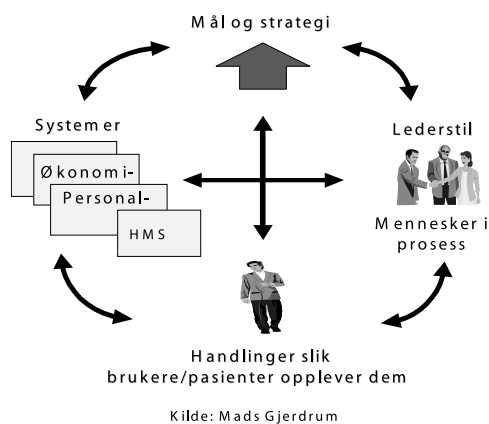 Mål og strategi
Systemer
Økonomi-
Personal-
HMS
Lederstil
Mennesker i
prosess
Handlinger slik
brukere/pasienter opplever dem
Kilde: Mads Gjerdrum